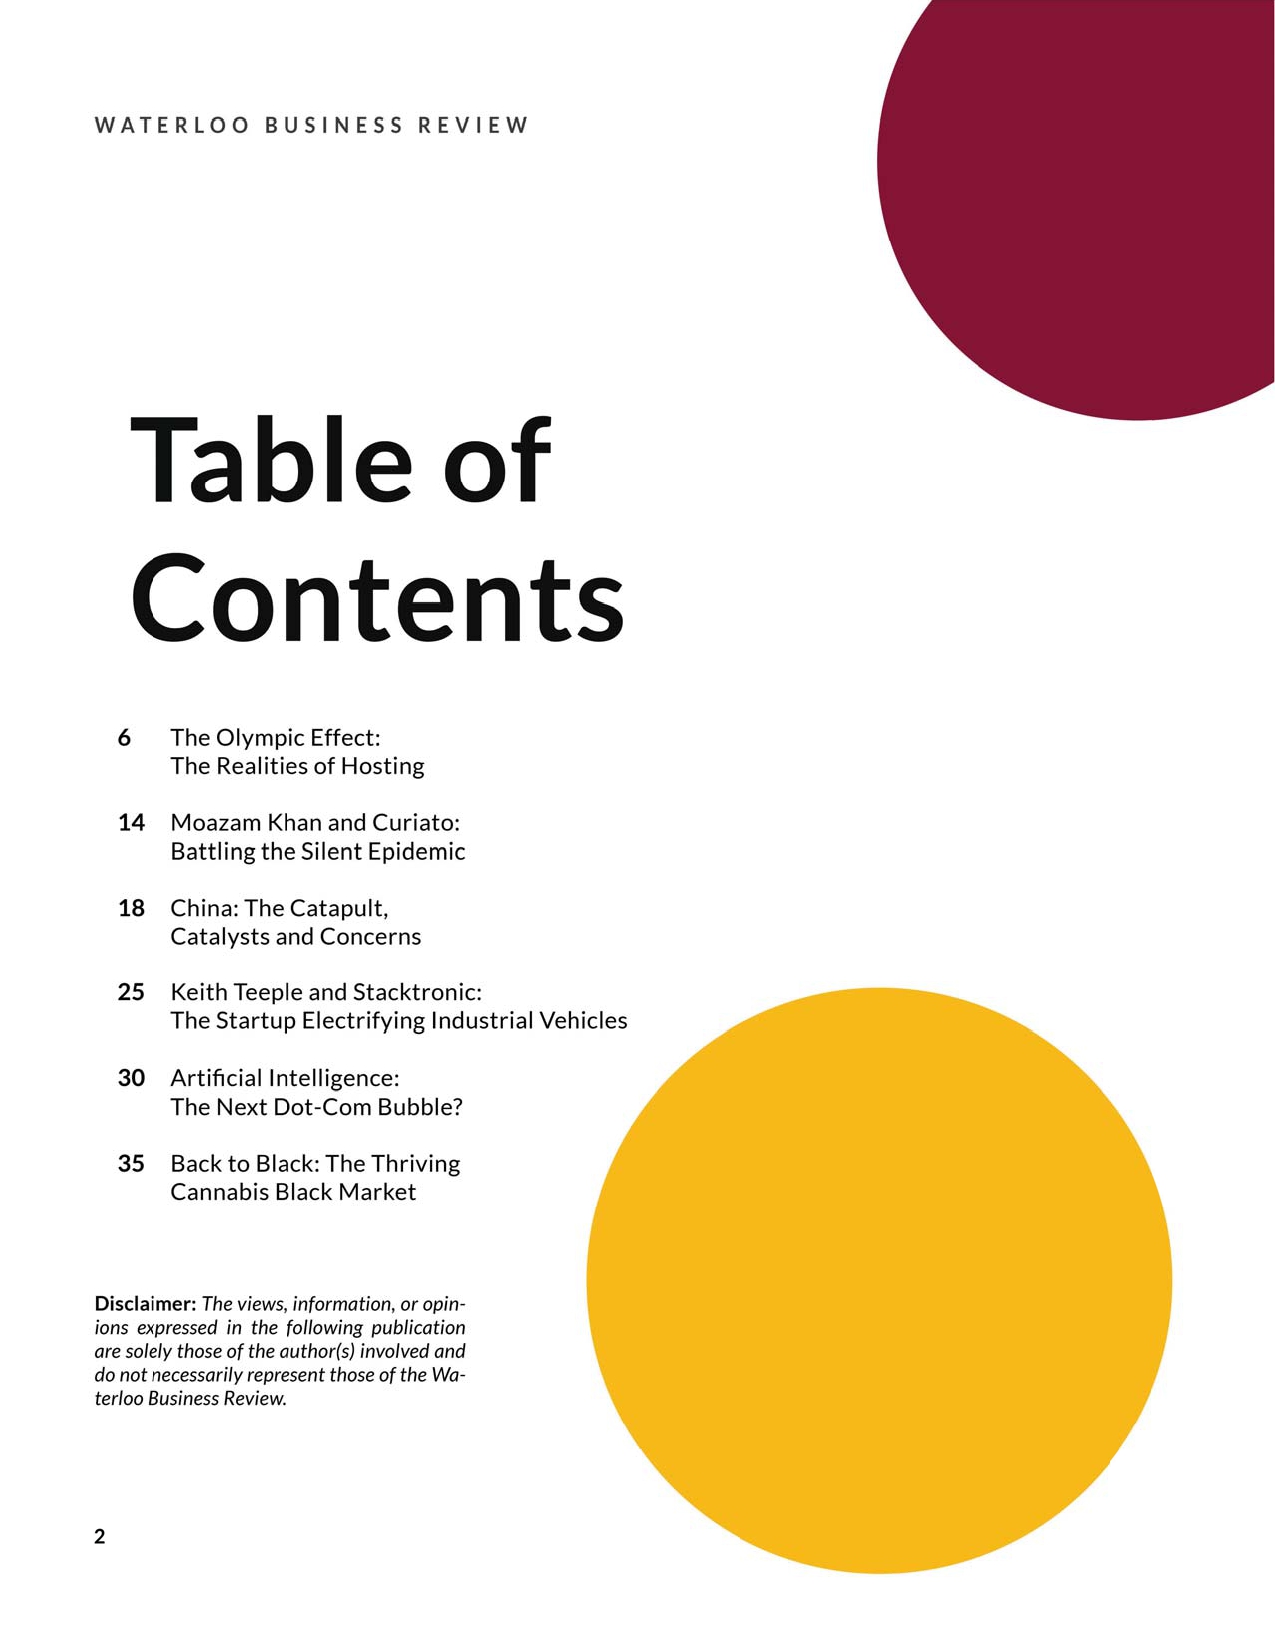 WATERLOO BUSINESS REVIEW
Table of
Contents
6 The Olympic Effect:
The Realities of Hosting
14 Moazam Khan and Curiato:
Battling the Silent Epidemic
18 China: The Catapult,
Catalysts and Concerns
25 Keith Teeple and Stacktronic:
The Startup Electrifying Industrial Vehicles
30 Artificial Intelligence:
The Next Dot-Com Bubble?
35 Back to Black: The Thriving
Cannabis Black Market
Disclaimer: The views, information, or opin-
ions expressed in the following publication
are solely those of the author(s) involved and
do not necessarily represent those of the Wa-
terloo Business Review.
2